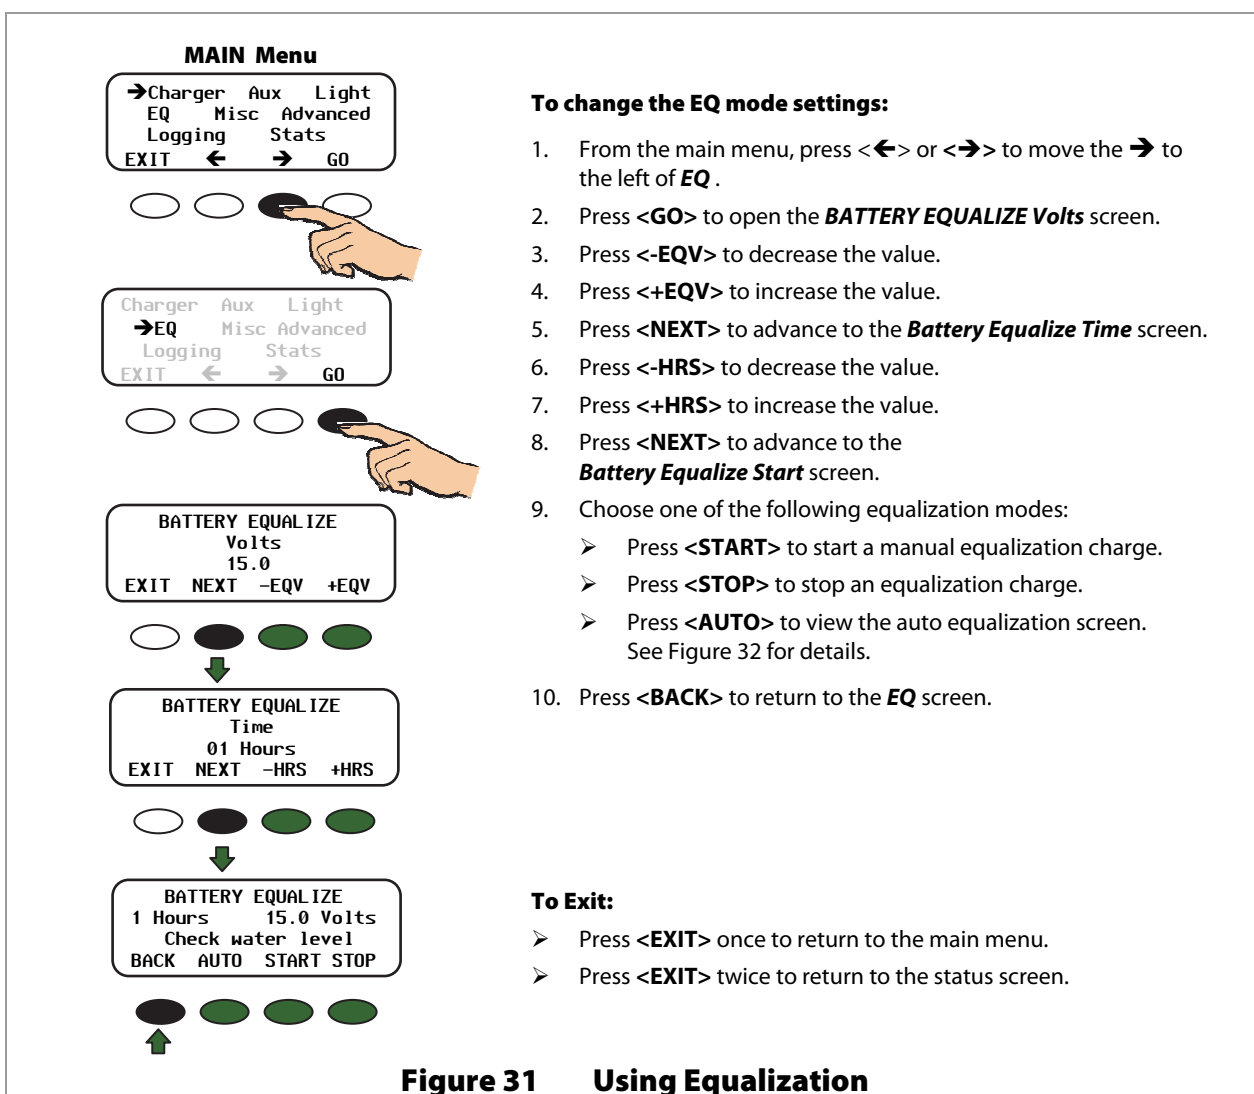 MAIN Menu
➔Charger Aux Light
EQ Misc Advanced
Logging Stats
EXIT 🡸 ➔ GO
Charger Aux Light
➔EQ Misc Advanced
Logging Stats
EXIT 🡸 ➔ GO
BATTERY EQUALIZE
Volts
15.0
EXIT NEXT -EQV +EQV
BATTERY EQUALIZE
Time
01 Hours
EXIT NEXT -HRS +HRS
BATTERY EQUALIZE
1 Hours 15.0 Volts
Check water level
BACK AUTO START STOP
To change the EQ mode settings:
1. From the main menu, press <🡸> or <➔> to move the ➔ to
the left of EQ .
2. Press <GO> to open the BATTERY EQUALIZE Volts screen.
3. Press <-EQV> to decrease the value.
4. Press <+EQV> to increase the value.
5. Press <NEXT> to advance to the Battery Equalize Time screen.
6. Press <-HRS> to decrease the value.
7. Press <+HRS> to increase the value.
8. Press <NEXT> to advance to the
Battery Equalize Start screen.
9. Choose one of the following equalization modes:
➢ Press <START> to start a manual equalization charge.
➢ Press <STOP> to stop an equalization charge.
➢ Press <AUTO> to view the auto equalization screen.
See Figure 32 for details.
10. Press <BACK> to return to the EQ screen.
To Exit:
➢ Press <EXIT> once to return to the main menu.
➢ Press <EXIT> twice to return to the status screen.
Figure 31 Using Equalization